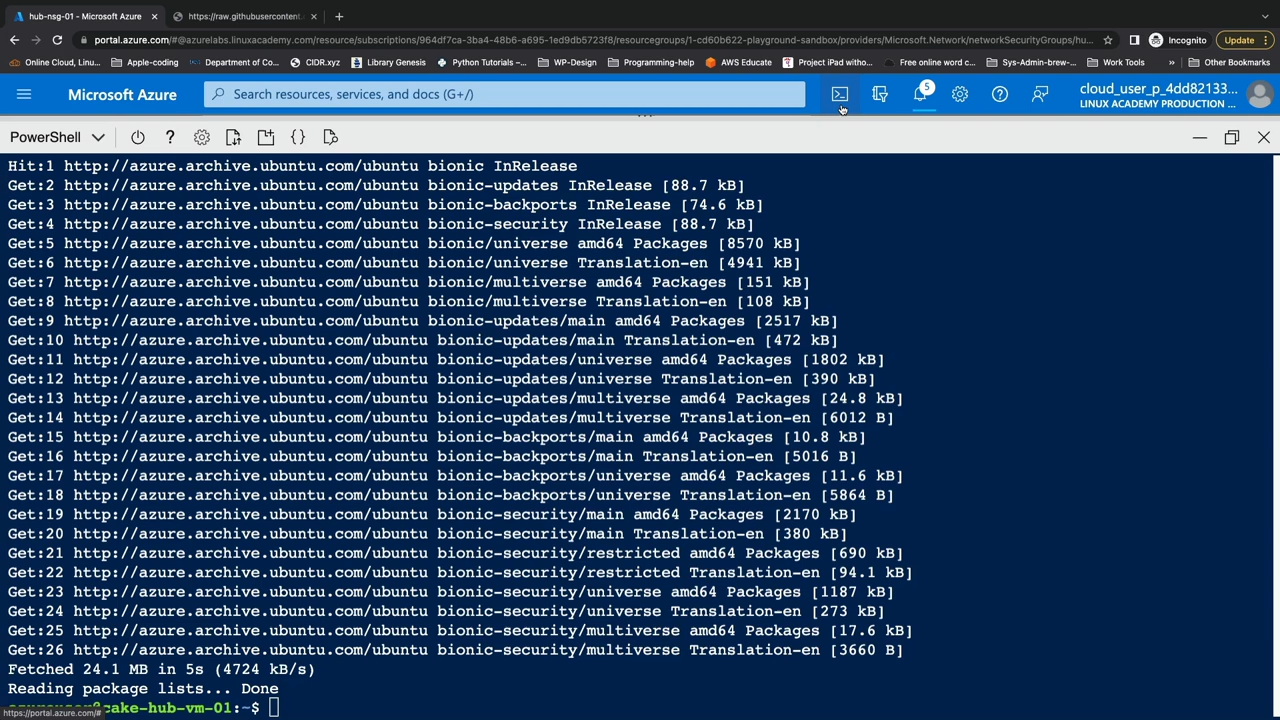 hub-nsg-01 - Microsoft Azure
https://raw.githubusercontent.c
portal.azure.com/#@azurelabs.linuxacademy.com/resource/subscriptions/964df7ca-3ba4-48b6-a695-1ed9db5723f8/resourcegroups/1-cd60b622-playground-sandbox/providers/Microsoft.Network/networkSecurityGroups/hu...
Incognito
Update
Online Cloud, Linu...
Apple-coding
Department of Co...
CIDR.xyz
Library Genesis
Python Tutorials –...
WP-Design
Programming-help
AWS Educate
Project iPad witho...
Free online word c...
Sys-Admin-brew-...
Work Tools
»
Other Bookmarks
Microsoft Azure
Search resources, services, and docs (G+/)
5
cloud_user_p_4dd82133...
LINUX ACADEMY PRODUCTION ...
PowerShell
Hit:1 http://azure.archive.ubuntu.com/ubuntu bionic InRelease
Get:2 http://azure.archive.ubuntu.com/ubuntu bionic-updates InRelease [88.7 kB]
Get:3 http://azure.archive.ubuntu.com/ubuntu bionic-backports InRelease [74.6 kB]
Get:4 http://azure.archive.ubuntu.com/ubuntu bionic-security InRelease [88.7 kB]
Get:5 http://azure.archive.ubuntu.com/ubuntu bionic/universe amd64 Packages [8570 kB]
Get:6 http://azure.archive.ubuntu.com/ubuntu bionic/universe Translation-en [4941 kB]
Get:7 http://azure.archive.ubuntu.com/ubuntu bionic/multiverse amd64 Packages [151 kB]
Get:8 http://azure.archive.ubuntu.com/ubuntu bionic/multiverse Translation-en [108 kB]
Get:9 http://azure.archive.ubuntu.com/ubuntu bionic-updates/main amd64 Packages [2517 kB]
Get:10 http://azure.archive.ubuntu.com/ubuntu bionic-updates/main Translation-en [472 kB]
Get:11 http://azure.archive.ubuntu.com/ubuntu bionic-updates/universe amd64 Packages [1802 kB]
Get:12 http://azure.archive.ubuntu.com/ubuntu bionic-updates/universe Translation-en [390 kB]
Get:13 http://azure.archive.ubuntu.com/ubuntu bionic-updates/multiverse amd64 Packages [24.8 kB]
Get:14 http://azure.archive.ubuntu.com/ubuntu bionic-updates/multiverse Translation-en [6012 B]
Get:15 http://azure.archive.ubuntu.com/ubuntu bionic-backports/main amd64 Packages [10.8 kB]
Get:16 http://azure.archive.ubuntu.com/ubuntu bionic-backports/main Translation-en [5016 B]
Get:17 http://azure.archive.ubuntu.com/ubuntu bionic-backports/universe amd64 Packages [11.6 kB]
Get:18 http://azure.archive.ubuntu.com/ubuntu bionic-backports/universe Translation-en [5864 B]
Get:19 http://azure.archive.ubuntu.com/ubuntu bionic-security/main amd64 Packages [2170 kB]
Get:20 http://azure.archive.ubuntu.com/ubuntu bionic-security/main Translation-en [380 kB]
Get:21 http://azure.archive.ubuntu.com/ubuntu bionic-security/restricted amd64 Packages [690 kB]
Get:22 http://azure.archive.ubuntu.com/ubuntu bionic-security/restricted Translation-en [94.1 kB]
Get:23 http://azure.archive.ubuntu.com/ubuntu bionic-security/universe amd64 Packages [1187 kB]
Get:24 http://azure.archive.ubuntu.com/ubuntu bionic-security/universe Translation-en [273 kB]
Get:25 http://azure.archive.ubuntu.com/ubuntu bionic-security/multiverse amd64 Packages [17.6 kB]
Get:26 http://azure.archive.ubuntu.com/ubuntu bionic-security/multiverse Translation-en [3660 B]
Fetched 24.1 MB in 5s (4724 kB/s)
Reading package lists... Done
azureuser@cake-hub-vm-01:~$
https://portal.azure.com/#